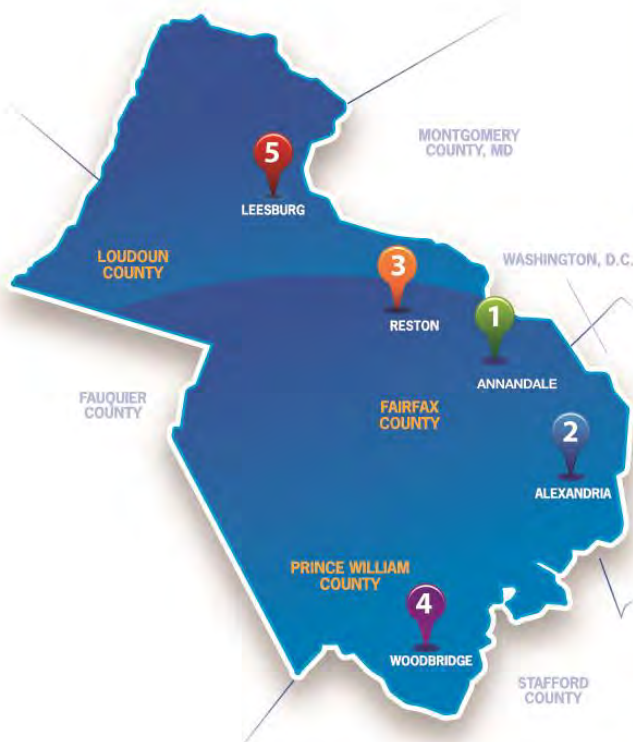 MONTGOMERY
COUNTY, MD
5
LEESBURG
LOUDOUN
COUNTY
3
WASHINGTON, D.C.
1
RESTON
ANNANDALE
FAUQUIER
COUNTY
FAIRFAX
COUNTY
2
ALEXANDRIA
PRINCE WILLIAM
COUNTY
4
WOODBRIDGE
STAFFORD
COUNTY